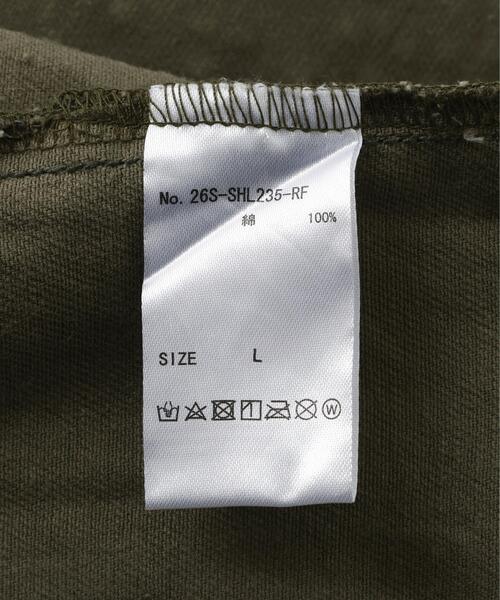 No. 26S-SHL235-RF
綿 100%
SIZE L
W